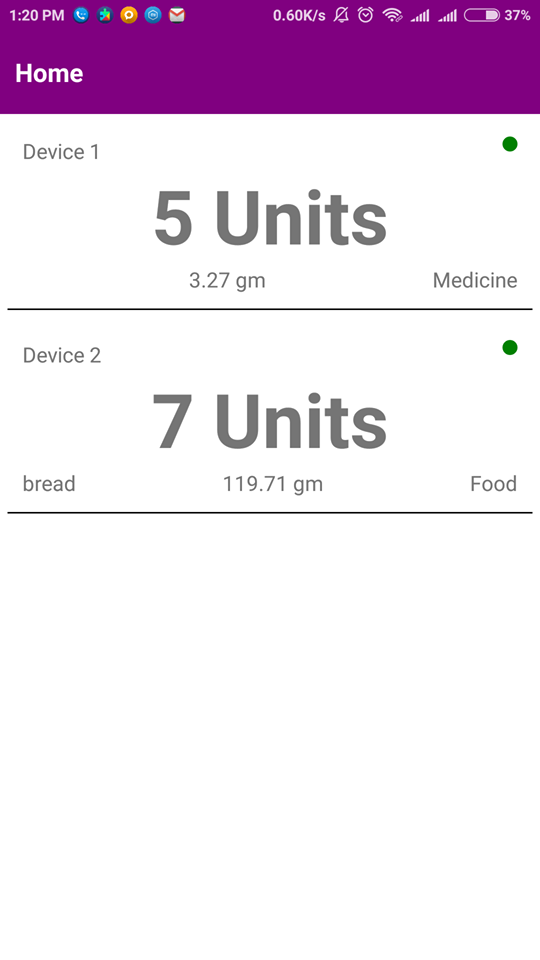 1:20 PM 0.60K/s 37%
Home
Device 1
5 Units
3.27 gm Medicine
Device 2
7 Units
bread 119.71 gm Food